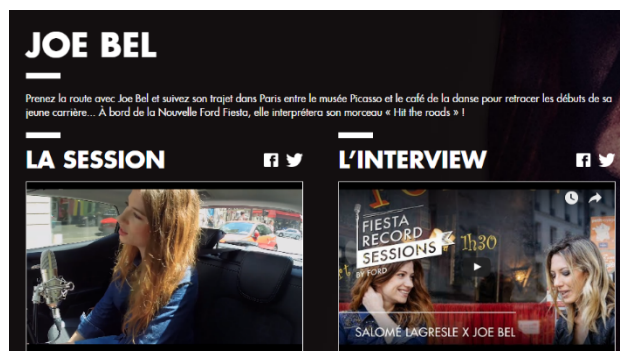 JOE BEL
Prenez la route avec Joe Bel et suivez son trajet dans Paris entre le musée Picasso et le café de la danse pour retracer les débuts de sa
jeune carrière... À bord de la Nouvelle Ford Fiesta, elle interprétera son morceau « Hit the roads » !
LA SESSION
L'INTERVIEW
FIESTA
RECORD
SESSIONS
BY FORD
1h30
SALOMÉ LAGRESLE X JOE BEL